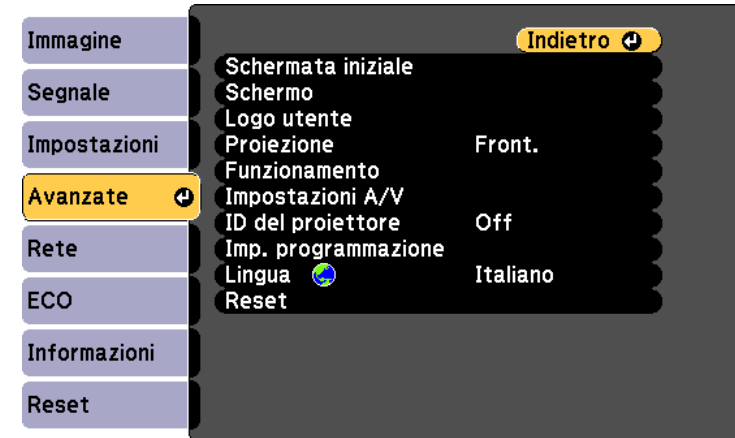 Immagine
Segnale
Impostazioni
Avanzate
Rete
ECO
Informazioni
Reset
Indietro
Schermata iniziale
Schermo
Logo utente
Proiezione Front.
Funzionamento
Impostazioni A/V
ID del proiettore Off
Imp. programmazione
Lingua Italiano
Reset